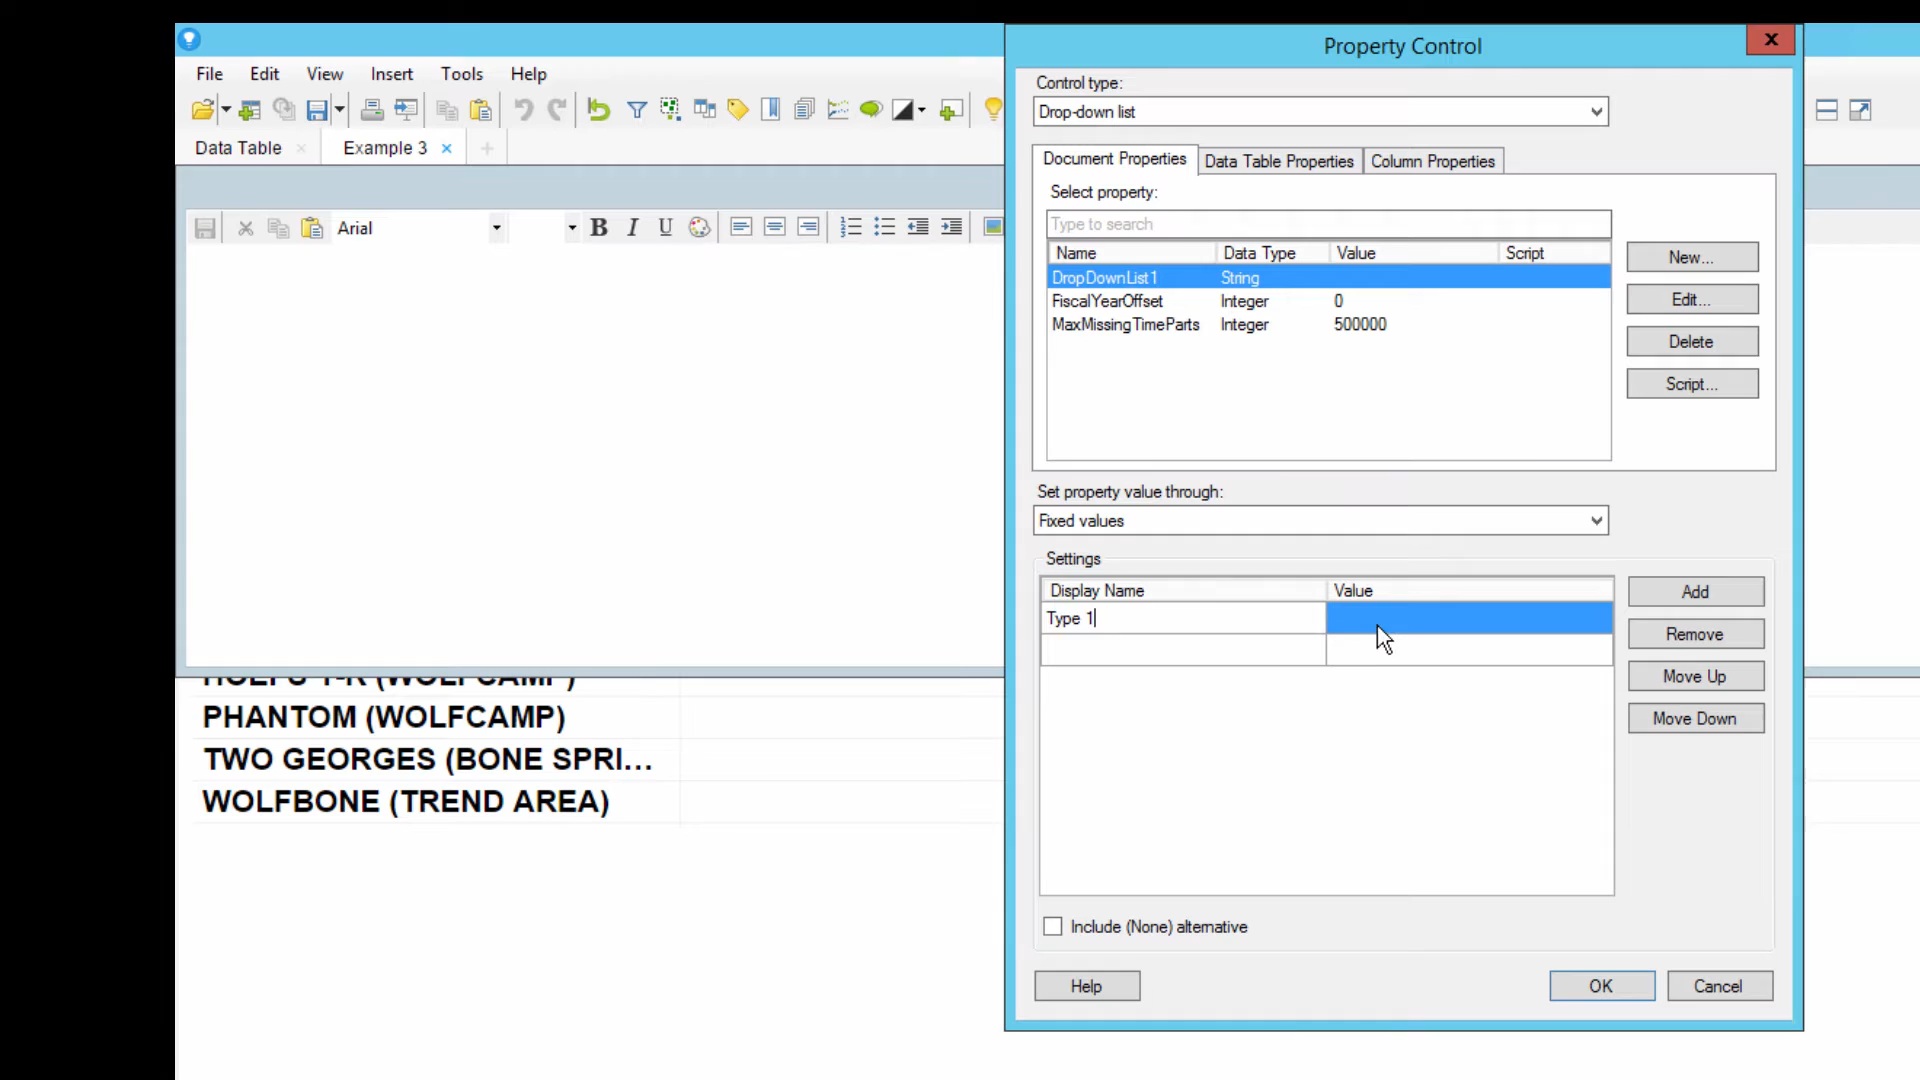 Property Control
X
File Edit View Insert Tools Help
Data Table Example 3
Arial B I U
Control type:
Drop-down list
Document Properties Data Table Properties Column Properties
Select property:
Type to search
Name Data Type Value Script
DropDownList1 String
FiscalYearOffset Integer 0
MaxMissingTimeParts Integer 500000
New...
Edit...
Delete
Script...
Set property value through:
Fixed values
Settings
Display Name Value
Type 1
Add
Remove
Move Up
Move Down
Include (None) alternative
Help OK Cancel
PHANTOM (WOLFCAMP)
TWO GEORGES (BONE SPRI...
WOLFBONE (TREND AREA)